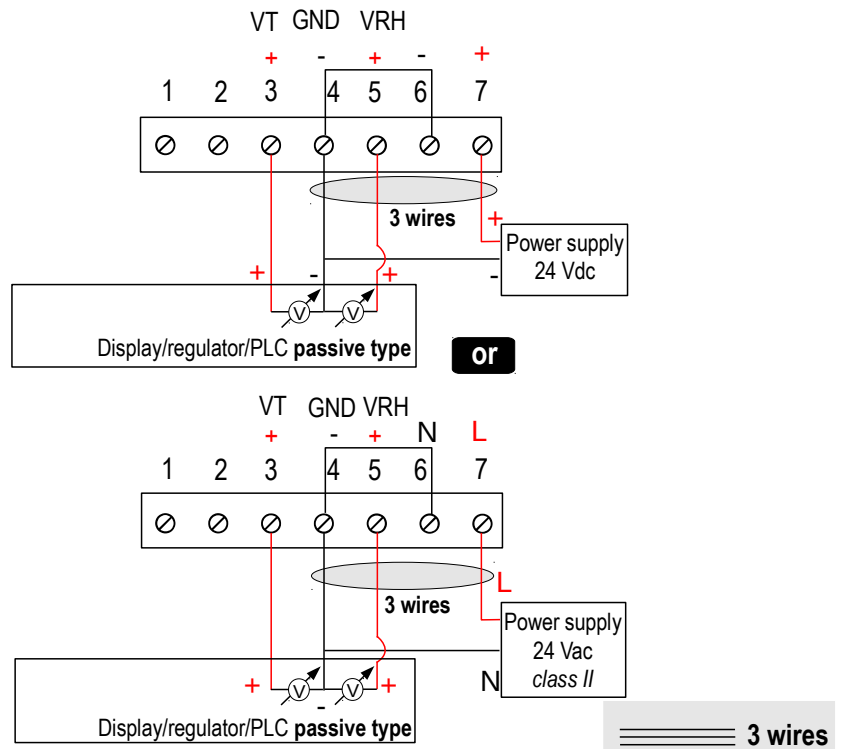 VT GND VRH
+ - + - +
1 2 3 4 5 6 7
3 wires
+
Power supply
24 Vdc
-
+ - +
V V
Display/regulator/PLC passive type
or
VT GND VRH
+ - + N L
1 2 3 4 5 6 7
L
3 wires
Power supply
24 Vac
class II
N
+ - +
V V
Display/regulator/PLC passive type
3 wires